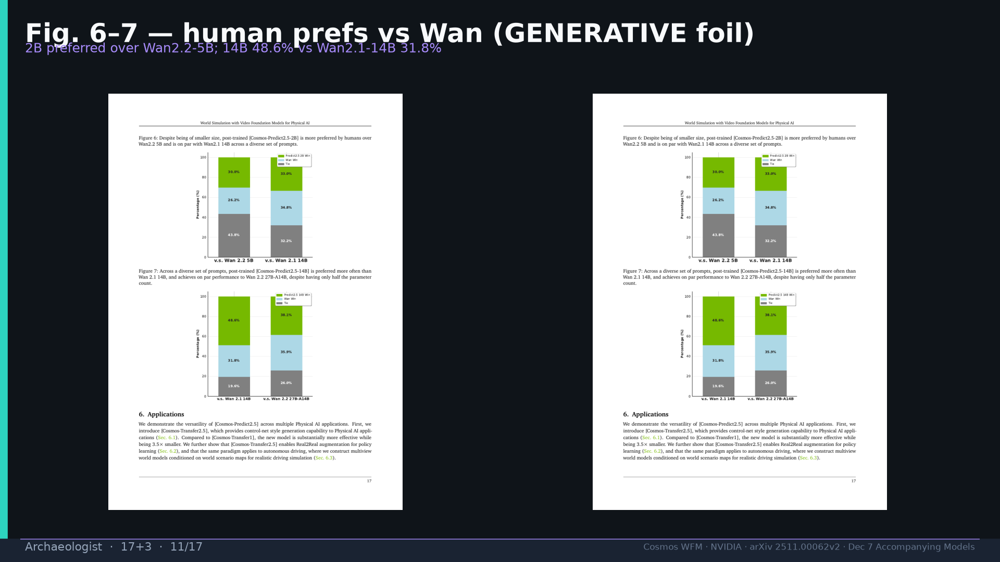 Fig. 6–7 — human prefs vs Wan (GENERATIVE foil)
2B preferred over Wan2.2-5B; 14B 48.6% vs Wan2.1-14B 31.8%
World Simulation with Video Foundation Models for Physical AI
Figure 6: Despite being of smaller size, post-trained [Cosmos-Predict2.5-2B] is more preferred by humans over
Wan2.2 5B and is on par with Wan2.1 14B across a diverse set of prompts.
Percentage (%)
100
80
60
40
20
0
Predict2.5 2B Win
Wan Win
Tie
30.0%
33.0%
26.2%
34.8%
43.8%
32.2%
v.s. Wan 2.2 5B
v.s. Wan 2.1 14B
Figure 7: Across a diverse set of prompts, post-trained [Cosmos-Predict2.5-14B] is preferred more often than
Wan 2.1 14B, and achieves on par performance to Wan 2.2 27B-A14B, despite having only half the parameter
count.
Percentage (%)
100
80
60
40
20
0
Predict2.5 14B Win
Wan Win
Tie
48.6%
38.1%
31.8%
35.9%
19.6%
26.0%
v.s. Wan 2.1 14B
v.s. Wan 2.2 27B-A14B
6. Applications
We demonstrate the versatility of [Cosmos-Predict2.5] across multiple Physical AI applications. First, we
introduce [Cosmos-Transfer2.5], which provides control-net style generation capability to Physical AI appli-
cations (Sec. 6.1). Compared to [Cosmos-Transfer1], the new model is substantially more effective while
being 3.5× smaller. We further show that [Cosmos-Transfer2.5] enables Real2Real augmentation for policy
learning (Sec. 6.2), and that the same paradigm applies to autonomous driving, where we construct multiview
world models conditioned on world scenario maps for realistic driving simulation (Sec. 6.3).
17
World Simulation with Video Foundation Models for Physical AI
Figure 6: Despite being of smaller size, post-trained [Cosmos-Predict2.5-2B] is more preferred by humans over
Wan2.2 5B and is on par with Wan2.1 14B across a diverse set of prompts.
Percentage (%)
100
80
60
40
20
0
Predict2.5 2B Win
Wan Win
Tie
30.0%
33.0%
26.2%
34.8%
43.8%
32.2%
v.s. Wan 2.2 5B
v.s. Wan 2.1 14B
Figure 7: Across a diverse set of prompts, post-trained [Cosmos-Predict2.5-14B] is preferred more often than
Wan 2.1 14B, and achieves on par performance to Wan 2.2 27B-A14B, despite having only half the parameter
count.
Percentage (%)
100
80
60
40
20
0
Predict2.5 14B Win
Wan Win
Tie
48.6%
38.1%
31.8%
35.9%
19.6%
26.0%
v.s. Wan 2.1 14B
v.s. Wan 2.2 27B-A14B
6. Applications
We demonstrate the versatility of [Cosmos-Predict2.5] across multiple Physical AI applications. First, we
introduce [Cosmos-Transfer2.5], which provides control-net style generation capability to Physical AI appli-
cations (Sec. 6.1). Compared to [Cosmos-Transfer1], the new model is substantially more effective while
being 3.5× smaller. We further show that [Cosmos-Transfer2.5] enables Real2Real augmentation for policy
learning (Sec. 6.2), and that the same paradigm applies to autonomous driving, where we construct multiview
world models conditioned on world scenario maps for realistic driving simulation (Sec. 6.3).
17
Archaeologist · 17+3 · 11/17
Cosmos WFM · NVIDIA · arXiv 2511.00062v2 · Dec 7 Accompanying Models